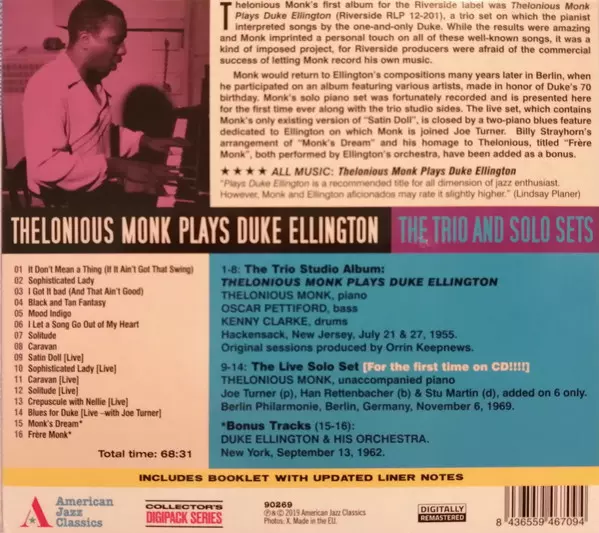 Thelonious Monk's first album for the Riverside label was Thelonious Monk
Plays Duke Ellington (Riverside RLP 12-201), a trio set on which the pianist
interpreted songs by the one-and-only Duke. While the results were amazing
and Monk imprinted a personal touch on all of these well-known songs, it was a
kind of imposed project, for Riverside producers were afraid of the commercial
success of letting Monk record his own music.
Monk would return to Ellington's compositions many years later in Berlin, when
he participated on an album featuring various artists, made in honor of Duke's 70
birthday. Monk's solo piano set was fortunately recorded and is presented here
for the first time ever along with the trio studio sides. The live set, which contains
Monk's only existing version of "Satin Doll", is closed by a two-piano blues feature
dedicated to Ellington on which Monk is joined Joe Turner. Billy Strayhorn's
arrangement of "Monk's Dream" and his homage to Thelonious, titled "Frère
Monk", both performed by Ellington's orchestra, have been added as a bonus.
★★★★ ALL MUSIC: Thelonious Monk Plays Duke Ellington
"Plays Duke Ellington is a recommended title for all dimension of jazz enthusiast.
However, Monk and Ellington aficionados may rate it slightly higher." (Lindsay Planer)
THELONIOUS MONK PLAYS DUKE ELLINGTON THE TRIO AND SOLO SETS
01 It Don't Mean a Thing (If It Ain't Got That Swing)
02 Sophisticated Lady
03 I Got It bad (And That Ain't Good)
04 Black and Tan Fantasy
05 Mood Indigo
06 I Let a Song Go Out of My Heart
07 Solitude
08 Caravan
09 Satin Doll [Live]
10 Sophisticated Lady [Live]
11 Caravan [Live]
12 Solitude [Live]
13 Crepuscule with Nellie [Live]
14 Blues for Duke [Live –with Joe Turner]
15 Monk's Dream*
16 Frère Monk*
Total time: 68:31
1-8: The Trio Studio Album:
THELONIOUS MONK PLAYS DUKE ELLINGTON
THELONIOUS MONK, piano
OSCAR PETTIFORD, bass
KENNY CLARKE, drums
Hackensack, New Jersey, July 21 & 27, 1955.
Original sessions produced by Orrin Keepnews.
9-14: The Live Solo Set [For the first time on CD!!!!]
THELONIOUS MONK, unaccompanied piano
Joe Turner (p), Han Rettenbacher (b) & Stu Martin (d), added on 6 only.
Berlin Philarmonie, Berlin, Germany, November 6, 1969.
*Bonus Tracks (15-16):
DUKE ELLINGTON & HIS ORCHESTRA.
New York, September 13, 1962.
INCLUDES BOOKLET WITH UPDATED LINER NOTES
A American
Jazz
Classics
COLLECTOR'S
DIGIPACK SERIES
90269
℗&© 2019 American Jazz Classics
Photos: X. Made in the EU.
DIGITALLY
REMASTERED
8 436559 467094